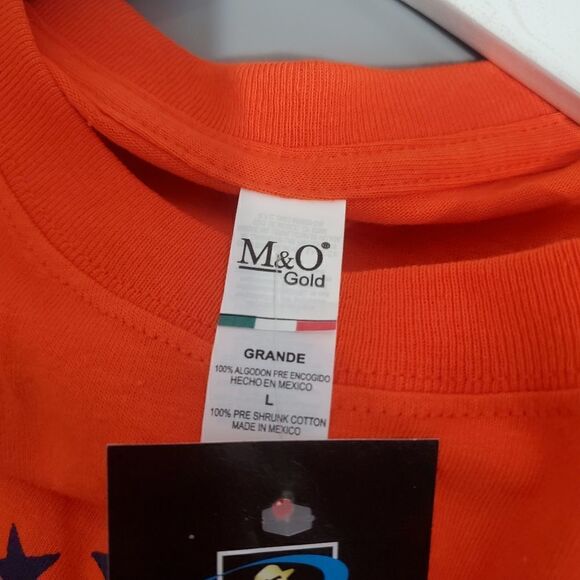 M&O®
Gold
GRANDE
100% ALGODON PRE ENCOGIDO
HECHO EN MEXICO
L
100% PRE SHRUNK COTTON
MADE IN MEXICO